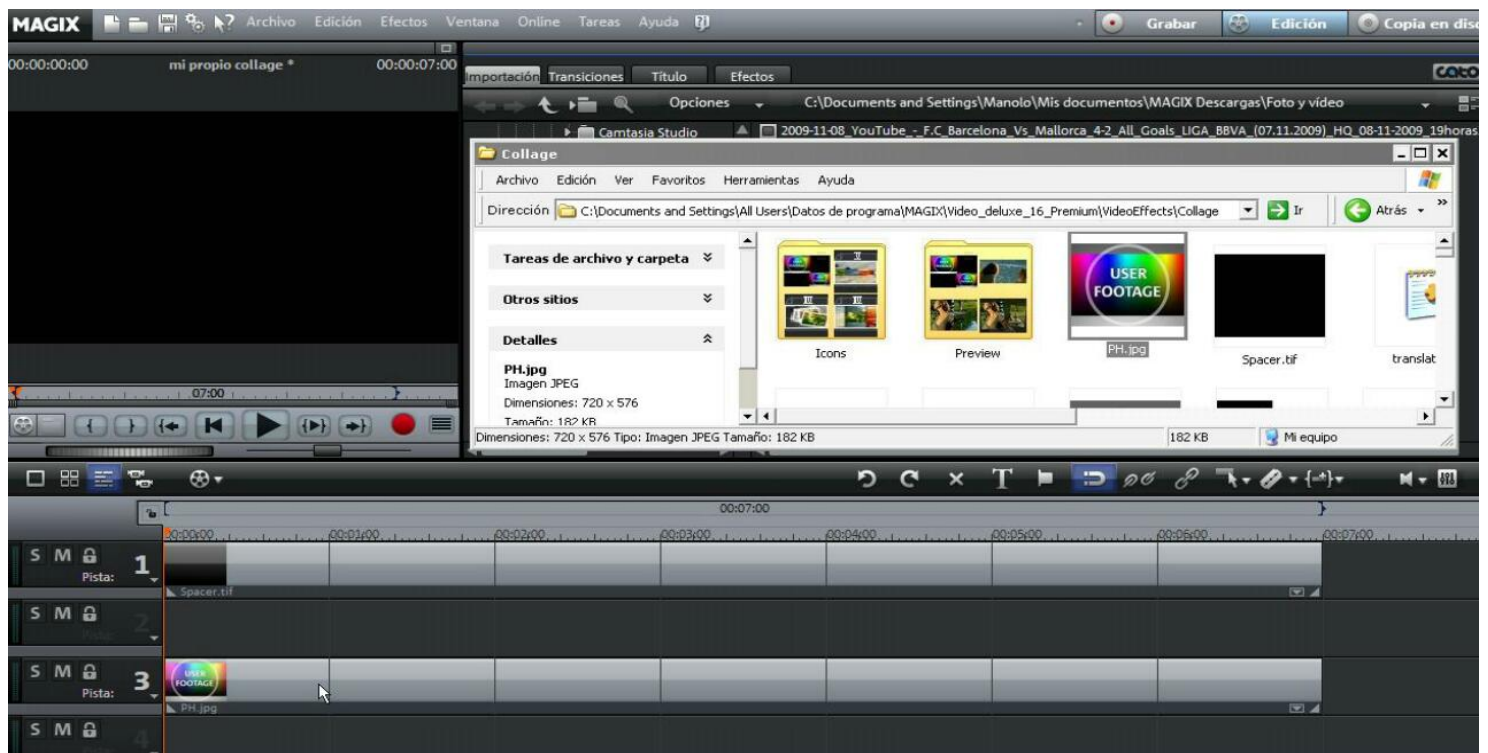 MAGIX Archivo Edición Efectos Ventana Online Tareas Ayuda Grabar Edición Copia en disc
00:00:00:00 mi propio collage * 00:00:07:00
Importación Transiciones Título Efectos
Opciones C:\Documents and Settings\Manolo\Mis documentos\MAGIX Descargas\Foto y vídeo
Camtasia Studio 2009-11-08_YouTube_-_F.C_Barcelona_Vs_Mallorca_4-2_All_Goals_LIGA_BBVA_(07.11.2009)_HQ_08-11-2009_19horas
Collage
Archivo Edición Ver Favoritos Herramientas Ayuda
Dirección C:\Documents and Settings\All Users\Datos de programa\MAGIX\Video_deluxe_16_Premium\VideoEffects\Collage Ir Atrás »
Tareas de archivo y carpeta
Otros sitios
Detalles
PH.jpg
Imagen JPEG
Dimensiones: 720 x 576
Tamaño: 182 KB
USER
FOOTAGE
Icons Preview PH.jpg Spacer.tif translat
Dimensiones: 720 x 576 Tipo: Imagen JPEG Tamaño: 182 KB 182 KB Mi equipo
07:00
00:07:00
00:00:00 00:01:00 00:02:00 00:03:00 00:04:00 00:05:00 00:06:00 00:07:00
S M 1
Pista:
Spacer.tif
S M 2
S M 3
Pista:
USER
FOOTAGE
PH.jpg
S M 4